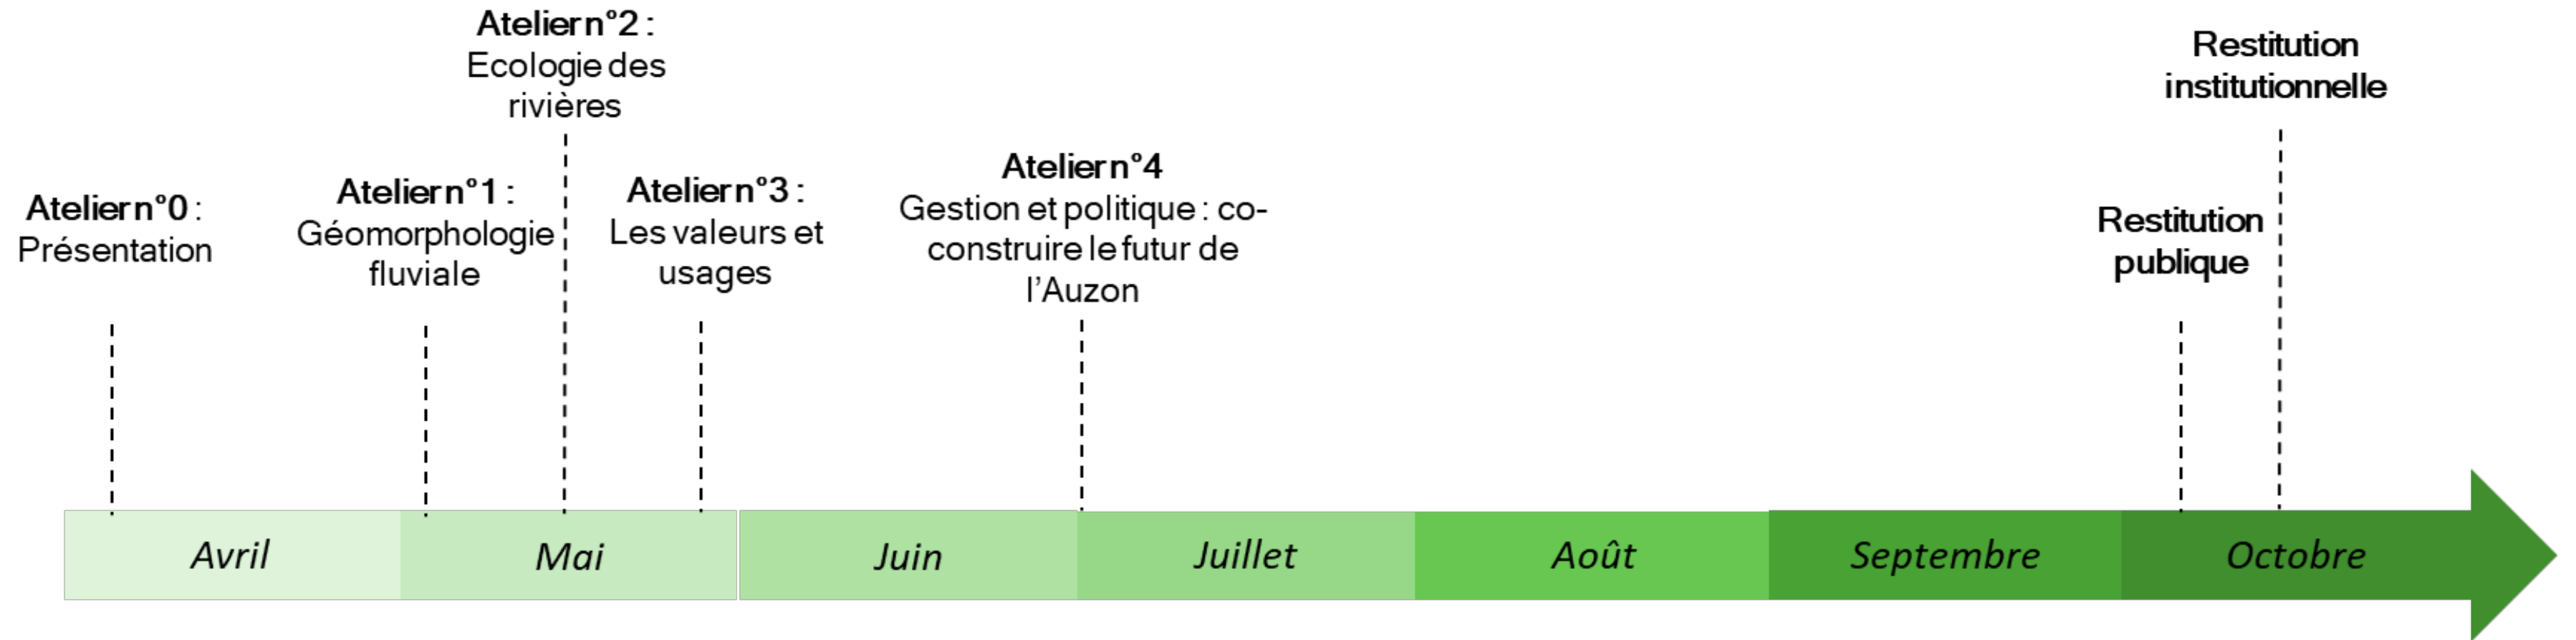 Atelier n°0 :
Présentation
Atelier n°1 :
Géomorphologie
fluviale
Atelier n°2 :
Ecologie des
rivières
Atelier n°3 :
Les valeurs et
usages
Atelier n°4
Gestion et politique : co-
construire le futur de
l’Auzon
Restitution
publique
Restitution
institutionnelle
Avril
Mai
Juin
Juillet
Août
Septembre
Octobre